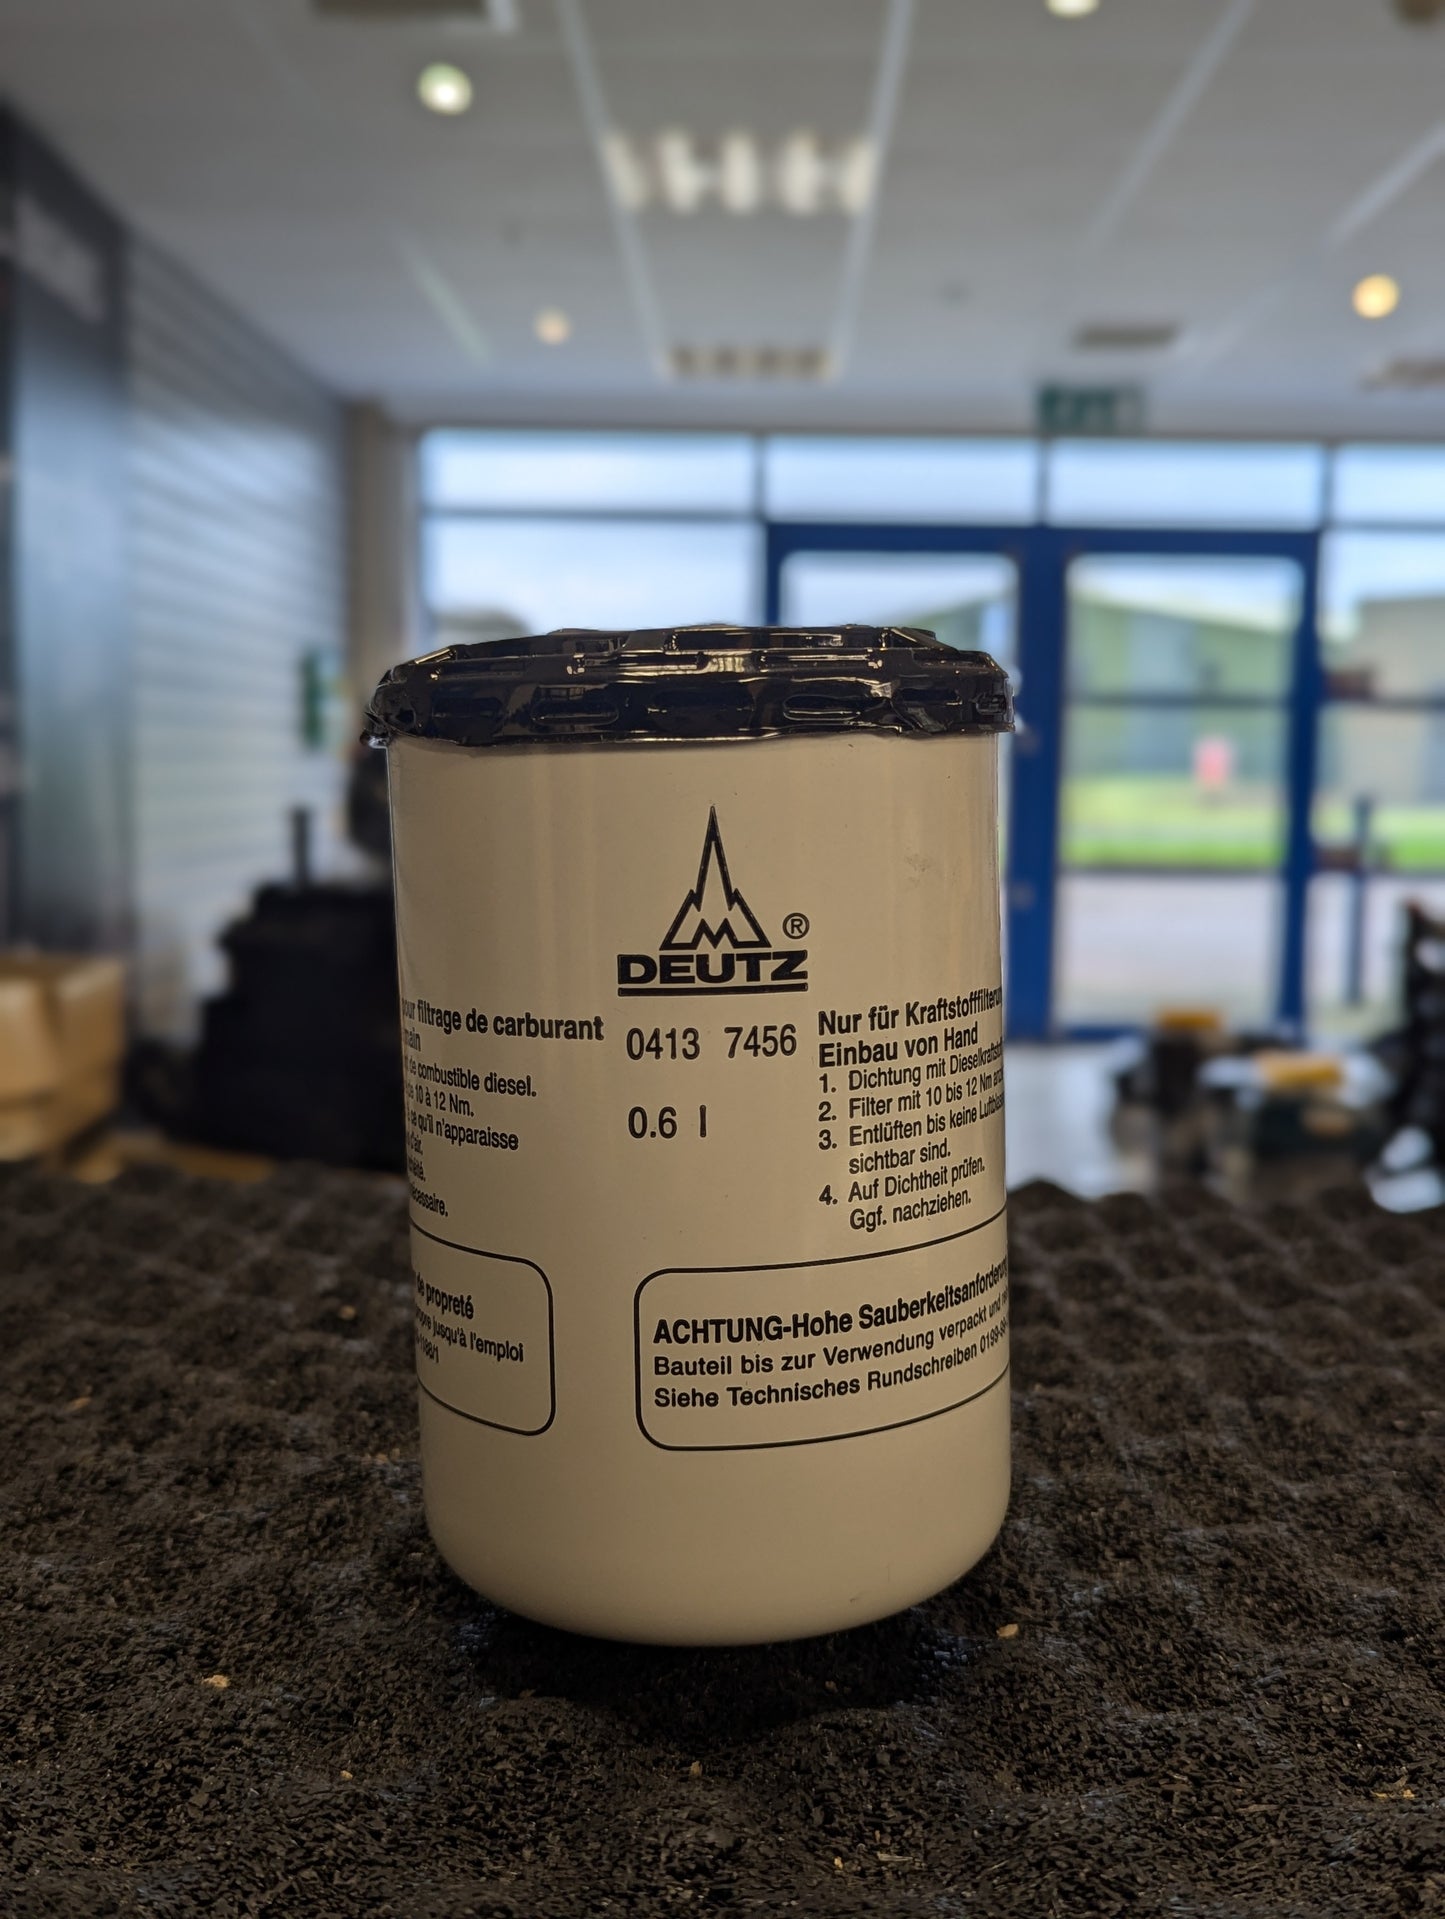 DEUTZ ®
0413 7456
0.6 l
filtrage de carburant
combustible diesel.
de 10 à 12 Nm.
ce qu'il n'apparaisse
d'air.
Nur für Kraftstofffilterung
Einbau von Hand
1. Dichtung mit Dieselkraftstoff
2. Filter mit 10 bis 12 Nm
3. Entlüften bis keine
sichtbar sind.
4. Auf Dichtheit prüfen.
Ggf. nachziehen.
de propreté
jusqu'à l'emploi
ACHTUNG-Hohe Sauberkeitsanforderung
Bauteil bis zur Verwendung verpackt und
Siehe Technisches Rundschreiben